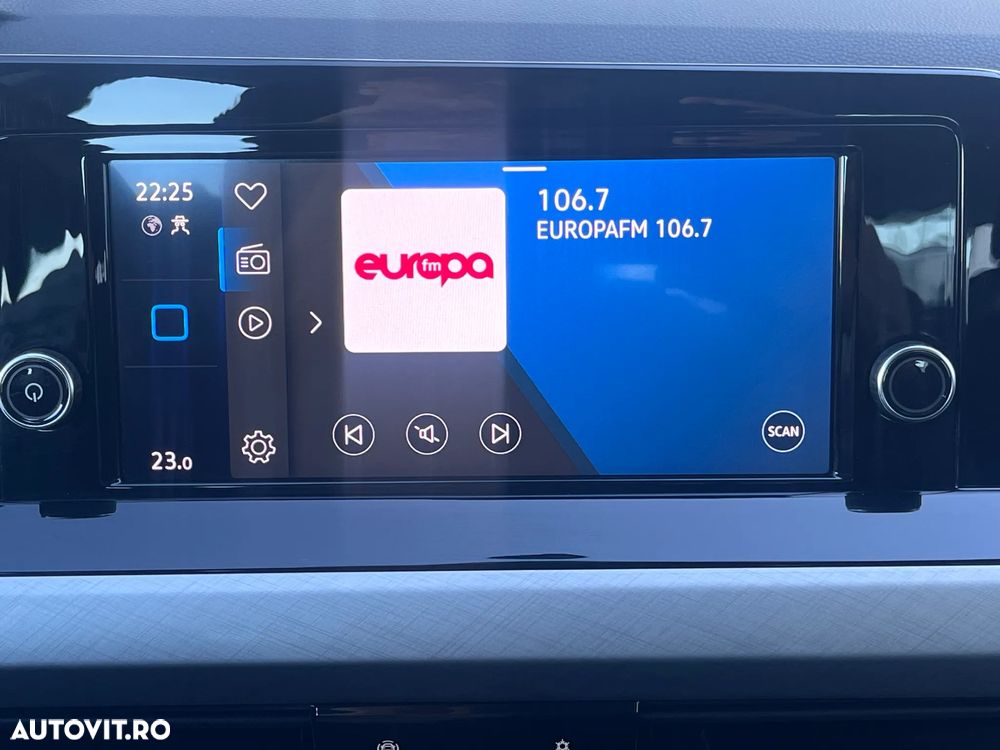 22:25
106.7
EUROPAFM 106.7
europa
fm
SCAN
23.0
AUTOVIT.RO